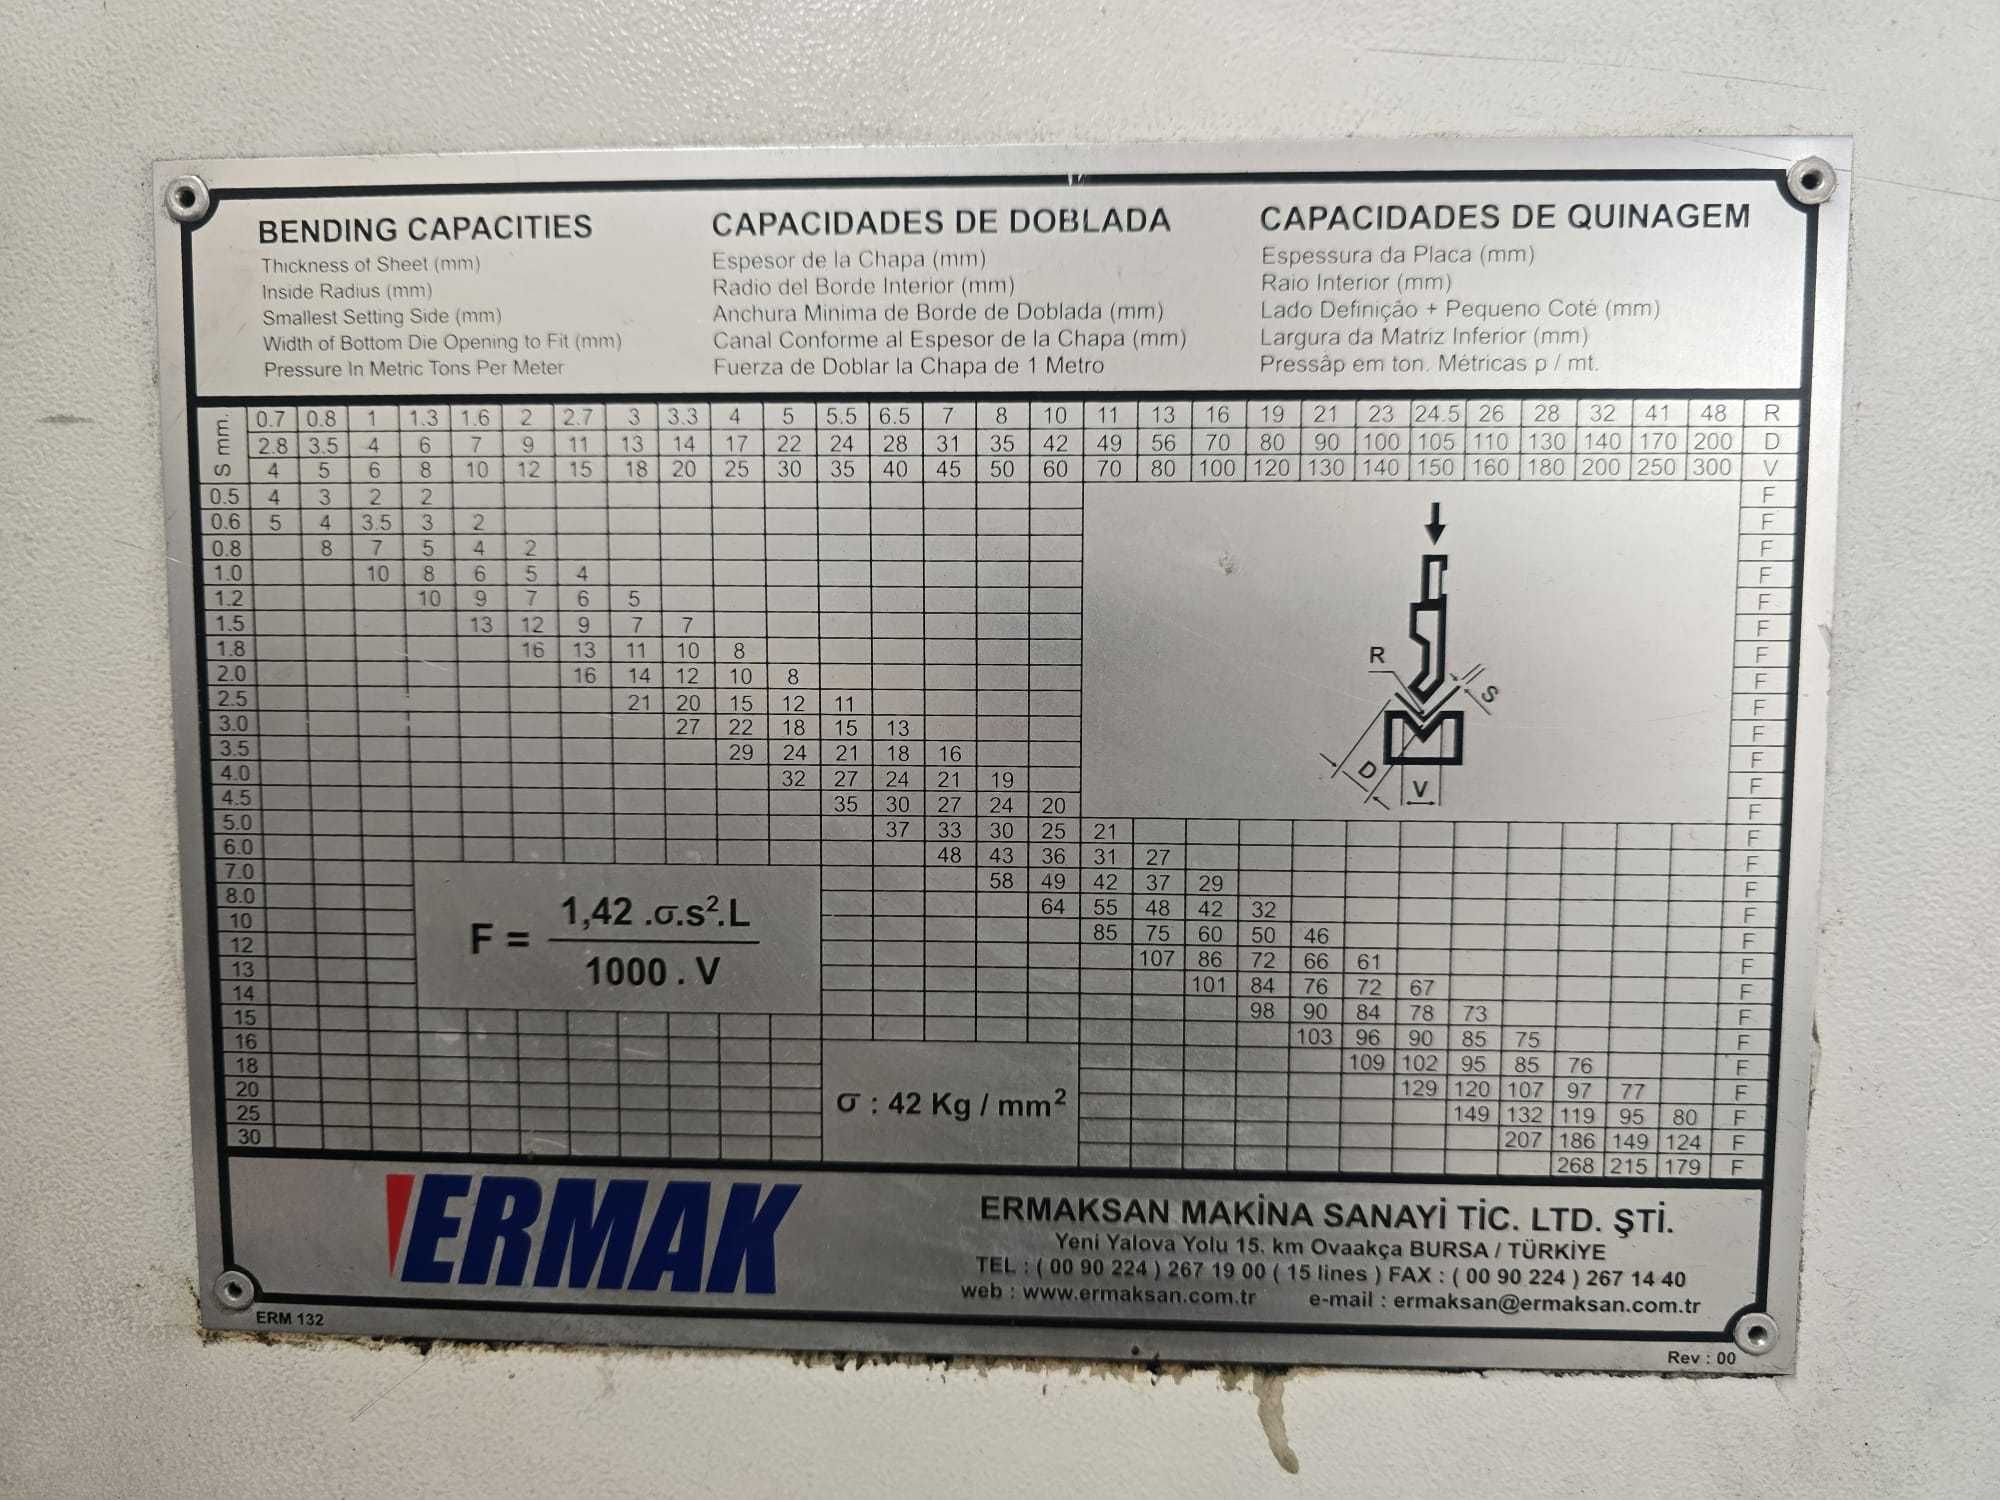 BENDING CAPACITIES
Thickness of Sheet (mm)
Inside Radius (mm)
Smallest Setting Side (mm)
Width of Bottom Die Opening to Fit (mm)
Pressure In Metric Tons Per Meter
CAPACIDADES DE DOBLADA
Espesor de la Chapa (mm)
Radio del Borde Interior (mm)
Anchura Minima de Borde de Doblada (mm)
Canal Conforme al Espesor de la Chapa (mm)
Fuerza de Doblar la Chapa de 1 Metro
CAPACIDADES DE QUINAGEM
Espessura da Placa (mm)
Raio Interior (mm)
Lado Definição + Pequeno Coté (mm)
Largura da Matriz Inferior (mm)
Pressâp em ton. Métricas p / mt.
S mm.
0.7 0.8 1 1.3 1.6 2 2.7 3 3.3 4 5 5.5 6.5 7 8 10 11 13 16 19 21 23 24.5 26 28 32 41 48 R
2.8 3.5 4 6 7 9 11 13 14 17 22 24 28 31 35 42 49 56 70 80 90 100 105 110 130 140 170 200 D
4 5 6 8 10 12 15 18 20 25 30 35 40 45 50 60 70 80 100 120 130 140 150 160 180 200 250 300 V
0.5 4 3 2 2 F
0.6 5 4 3.5 3 2 F
0.8 8 7 5 4 2 F
1.0 10 8 6 5 4 F
1.2 10 9 7 6 5 F
1.5 13 12 9 7 7 F
1.8 16 13 11 10 8 F
2.0 16 14 12 10 8 F
2.5 21 20 15 12 11 F
3.0 27 22 18 15 13 F
3.5 29 24 21 18 16 F
4.0 32 27 24 21 19 F
4.5 35 30 27 24 20 F
5.0 37 33 30 25 21 F
6.0 48 43 36 31 27 F
7.0 58 49 42 37 29 F
8.0 64 55 48 42 32 F
10 85 75 60 50 46 F
12 107 86 72 66 61 F
13 101 84 76 72 67 F
14 98 90 84 78 73 F
15 103 96 90 85 75 F
16 109 102 95 85 76 F
18 129 120 107 97 77 F
20 149 132 119 95 80 F
25 207 186 149 124 F
30 268 215 179 F
R
S
D
V
F = 1,42 .σ.s².L
1000 . V
σ : 42 Kg / mm²
ERMAK
ERMAKSAN MAKİNA SANAYİ TİC. LTD. ŞTİ.
Yeni Yalova Yolu 15. km Ovaakça BURSA / TÜRKİYE
TEL : ( 00 90 224 ) 267 19 00 ( 15 lines ) FAX : ( 00 90 224 ) 267 14 40
web : www.ermaksan.com.tr e-mail : ermaksan@ermaksan.com.tr
ERM 132
Rev : 00